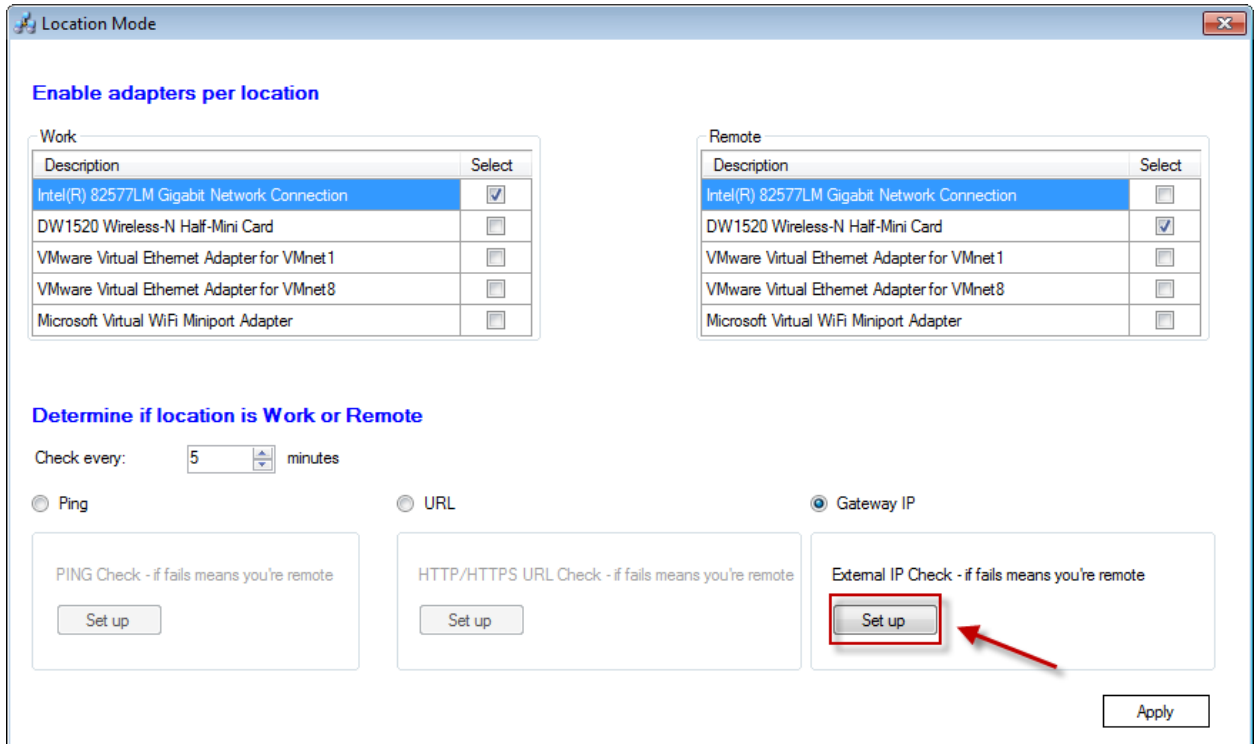 Location Mode
Enable adapters per location
Work
Description Select
Intel(R) 82577LM Gigabit Network Connection
DW1520 Wireless-N Half-Mini Card
VMware Virtual Ethernet Adapter for VMnet1
VMware Virtual Ethernet Adapter for VMnet8
Microsoft Virtual WiFi Miniport Adapter
Remote
Description Select
Intel(R) 82577LM Gigabit Network Connection
DW1520 Wireless-N Half-Mini Card
VMware Virtual Ethernet Adapter for VMnet1
VMware Virtual Ethernet Adapter for VMnet8
Microsoft Virtual WiFi Miniport Adapter
Determine if location is Work or Remote
Check every: 5 minutes
Ping
PING Check - if fails means you're remote
Set up
URL
HTTP/HTTPS URL Check - if fails means you're remote
Set up
Gateway IP
External IP Check - if fails means you're remote
Set up
Apply